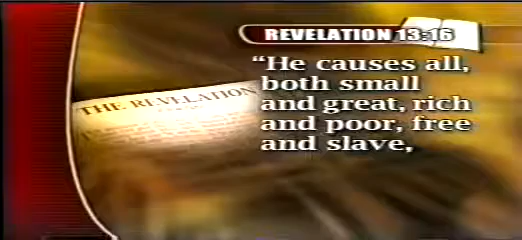 REVELATION 13:16
"He causes all,
both small
and great, rich
and poor, free
and slave,
THE REVELATION